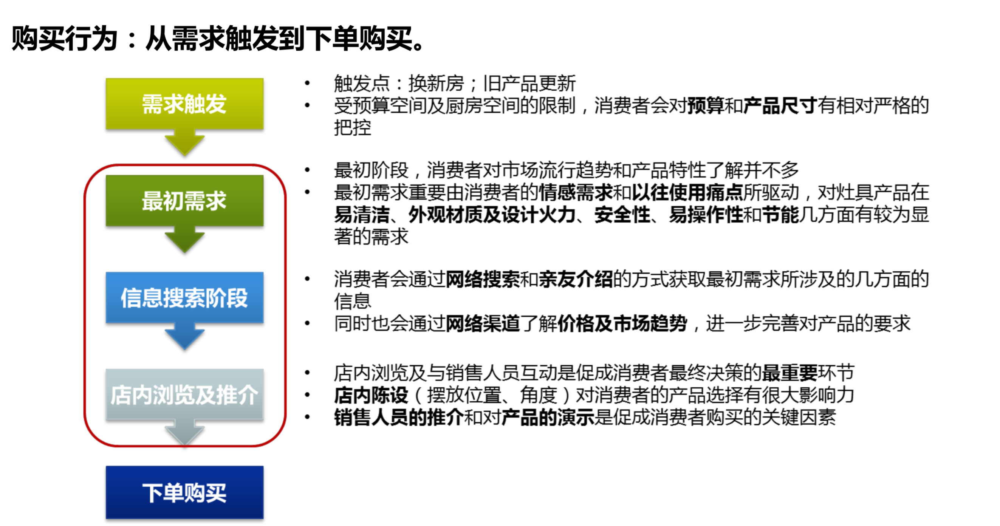 购买行为：从需求触发到下单购买。
需求触发
• 触发点：换新房；旧产品更新
• 受预算空间及厨房空间的限制，消费者会对预算和产品尺寸有相对严格的
把控
最初需求
• 最初阶段，消费者对市场流行趋势和产品特性了解并不多
• 最初需求重要由消费者的情感需求和以往使用痛点所驱动，对灶具产品在
易清洁、外观材质及设计火力、安全性、易操作性和节能几方面有较为显
著的需求
信息搜索阶段
• 消费者会通过网络搜索和亲友介绍的方式获取最初需求所涉及的几方面的
信息
• 同时也会通过网络渠道了解价格及市场趋势，进一步完善对产品的要求
店内浏览及推介
• 店内浏览及与销售人员互动是促成消费者最终决策的最重要环节
• 店内陈设（摆放位置、角度）对消费者的产品选择有很大影响力
• 销售人员的推介和对产品的演示是促成消费者购买的关键因素
下单购买